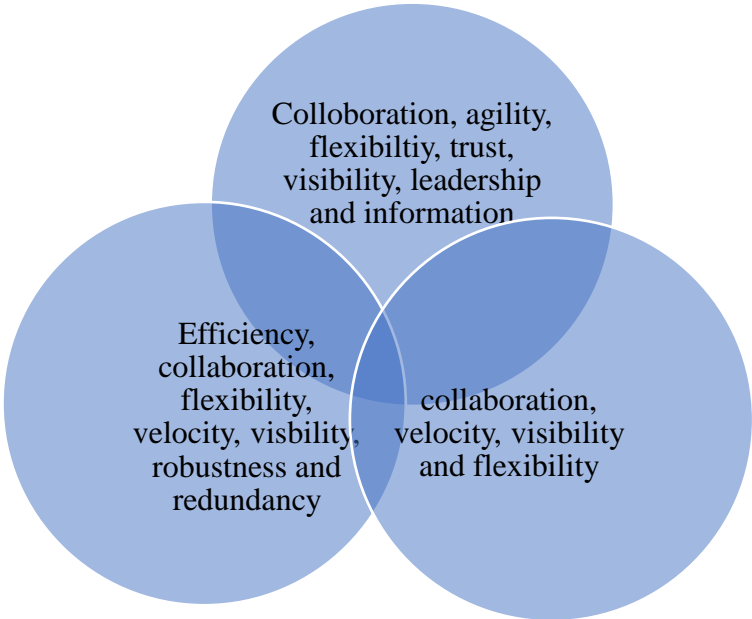 Colloboration, agility,
flexibiltiy, trust,
visibility, leadership
and information
Efficiency,
collaboration,
flexibility,
velocity, visbility,
robustness and
redundancy
collaboration,
velocity, visibility
and flexibility